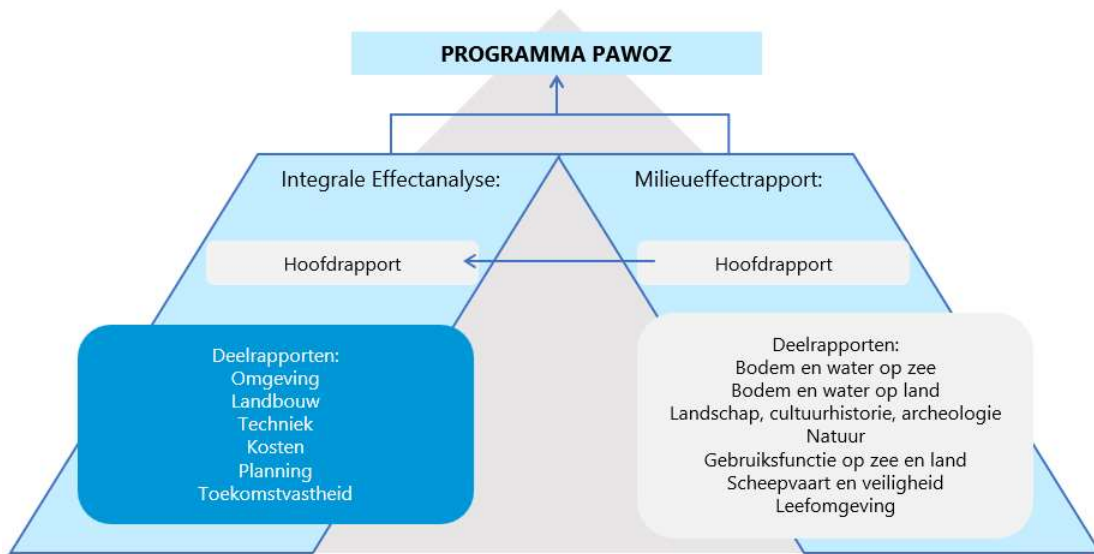 PROGRAMMA PAWOZ
Integrale Effectanalyse:
Hoofdrapport
Deelrapporten:
Omgeving
Landbouw
Techniek
Kosten
Planning
Toekomstvastheid
Milieueffectrapport:
Hoofdrapport
Deelrapporten:
Bodem en water op zee
Bodem en water op land
Landschap, cultuurhistorie, archeologie
Natuur
Gebruiksfunctie op zee en land
Scheepvaart en veiligheid
Leefomgeving